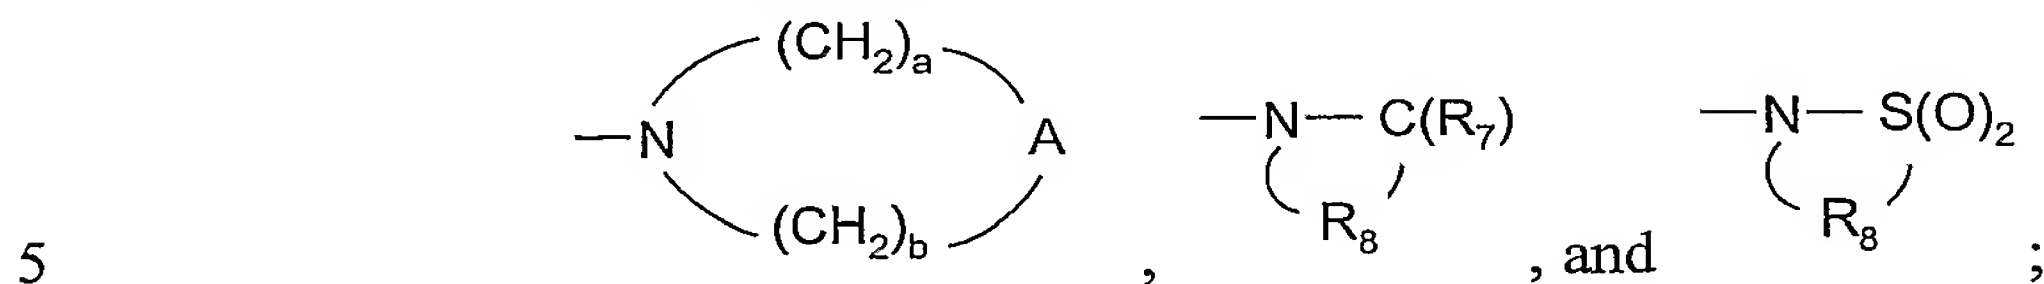 (CH2)a
—N A —N—C(R7) —N—S(O)2
(CH2)b R8 R8
5 , , and ;